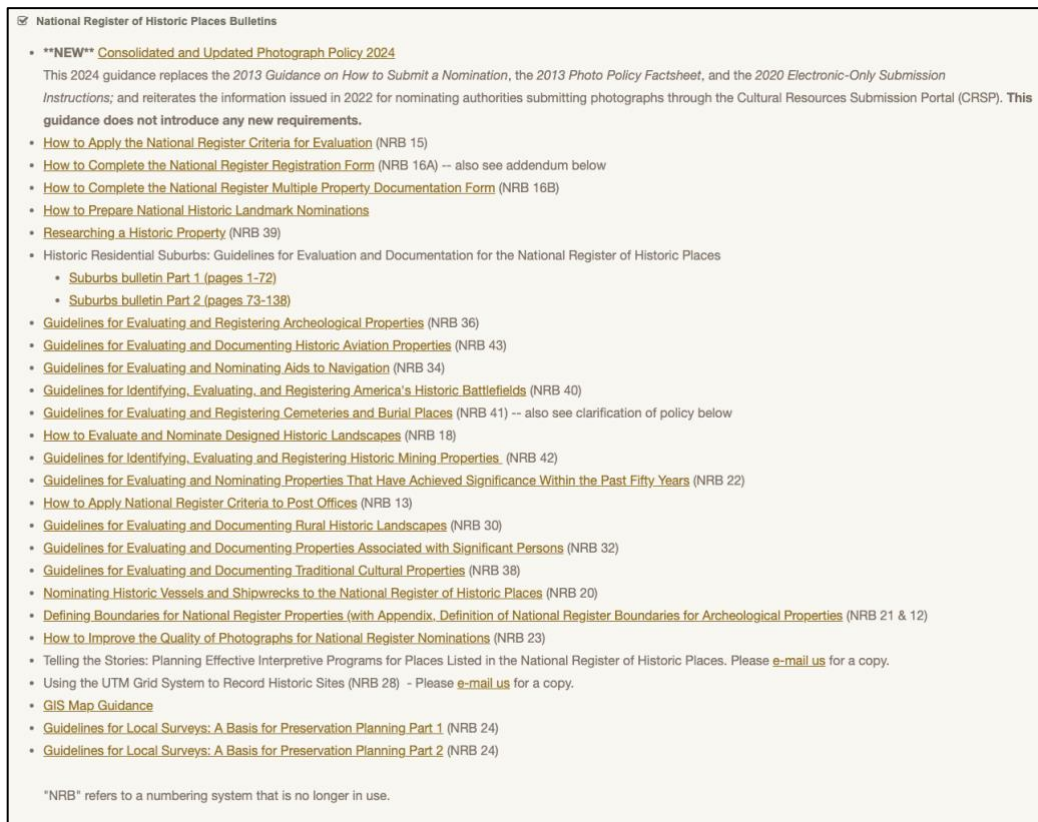 National Register of Historic Places Bulletins
**NEW** Consolidated and Updated Photograph Policy 2024
This 2024 guidance replaces the 2013 Guidance on How to Submit a Nomination, the 2013 Photo Policy Factsheet, and the 2020 Electronic-Only Submission
Instructions; and reiterates the information issued in 2022 for nominating authorities submitting photographs through the Cultural Resources Submission Portal (CRSP). This
guidance does not introduce any new requirements.
How to Apply the National Register Criteria for Evaluation (NRB 15)
How to Complete the National Register Registration Form (NRB 16A) -- also see addendum below
How to Complete the National Register Multiple Property Documentation Form (NRB 16B)
How to Prepare National Historic Landmark Nominations
Researching a Historic Property (NRB 39)
Historic Residential Suburbs: Guidelines for Evaluation and Documentation for the National Register of Historic Places
Suburbs bulletin Part 1 (pages 1-72)
Suburbs bulletin Part 2 (pages 73-138)
Guidelines for Evaluating and Registering Archeological Properties (NRB 36)
Guidelines for Evaluating and Documenting Historic Aviation Properties (NRB 43)
Guidelines for Evaluating and Nominating Aids to Navigation (NRB 34)
Guidelines for Identifying, Evaluating, and Registering America's Historic Battlefields (NRB 40)
Guidelines for Evaluating and Registering Cemeteries and Burial Places (NRB 41) -- also see clarification of policy below
How to Evaluate and Nominate Designed Historic Landscapes (NRB 18)
Guidelines for Identifying, Evaluating and Registering Historic Mining Properties (NRB 42)
Guidelines for Evaluating and Nominating Properties That Have Achieved Significance Within the Past Fifty Years (NRB 22)
How to Apply National Register Criteria to Post Offices (NRB 13)
Guidelines for Evaluating and Documenting Rural Historic Landscapes (NRB 30)
Guidelines for Evaluating and Documenting Properties Associated with Significant Persons (NRB 32)
Guidelines for Evaluating and Documenting Traditional Cultural Properties (NRB 38)
Nominating Historic Vessels and Shipwrecks to the National Register of Historic Places (NRB 20)
Defining Boundaries for National Register Properties (with Appendix, Definition of National Register Boundaries for Archeological Properties (NRB 21 & 12)
How to Improve the Quality of Photographs for National Register Nominations (NRB 23)
Telling the Stories: Planning Effective Interpretive Programs for Places Listed in the National Register of Historic Places. Please e-mail us for a copy.
Using the UTM Grid System to Record Historic Sites (NRB 28) - Please e-mail us for a copy.
GIS Map Guidance
Guidelines for Local Surveys: A Basis for Preservation Planning Part 1 (NRB 24)
Guidelines for Local Surveys: A Basis for Preservation Planning Part 2 (NRB 24)
"NRB" refers to a numbering system that is no longer in use.